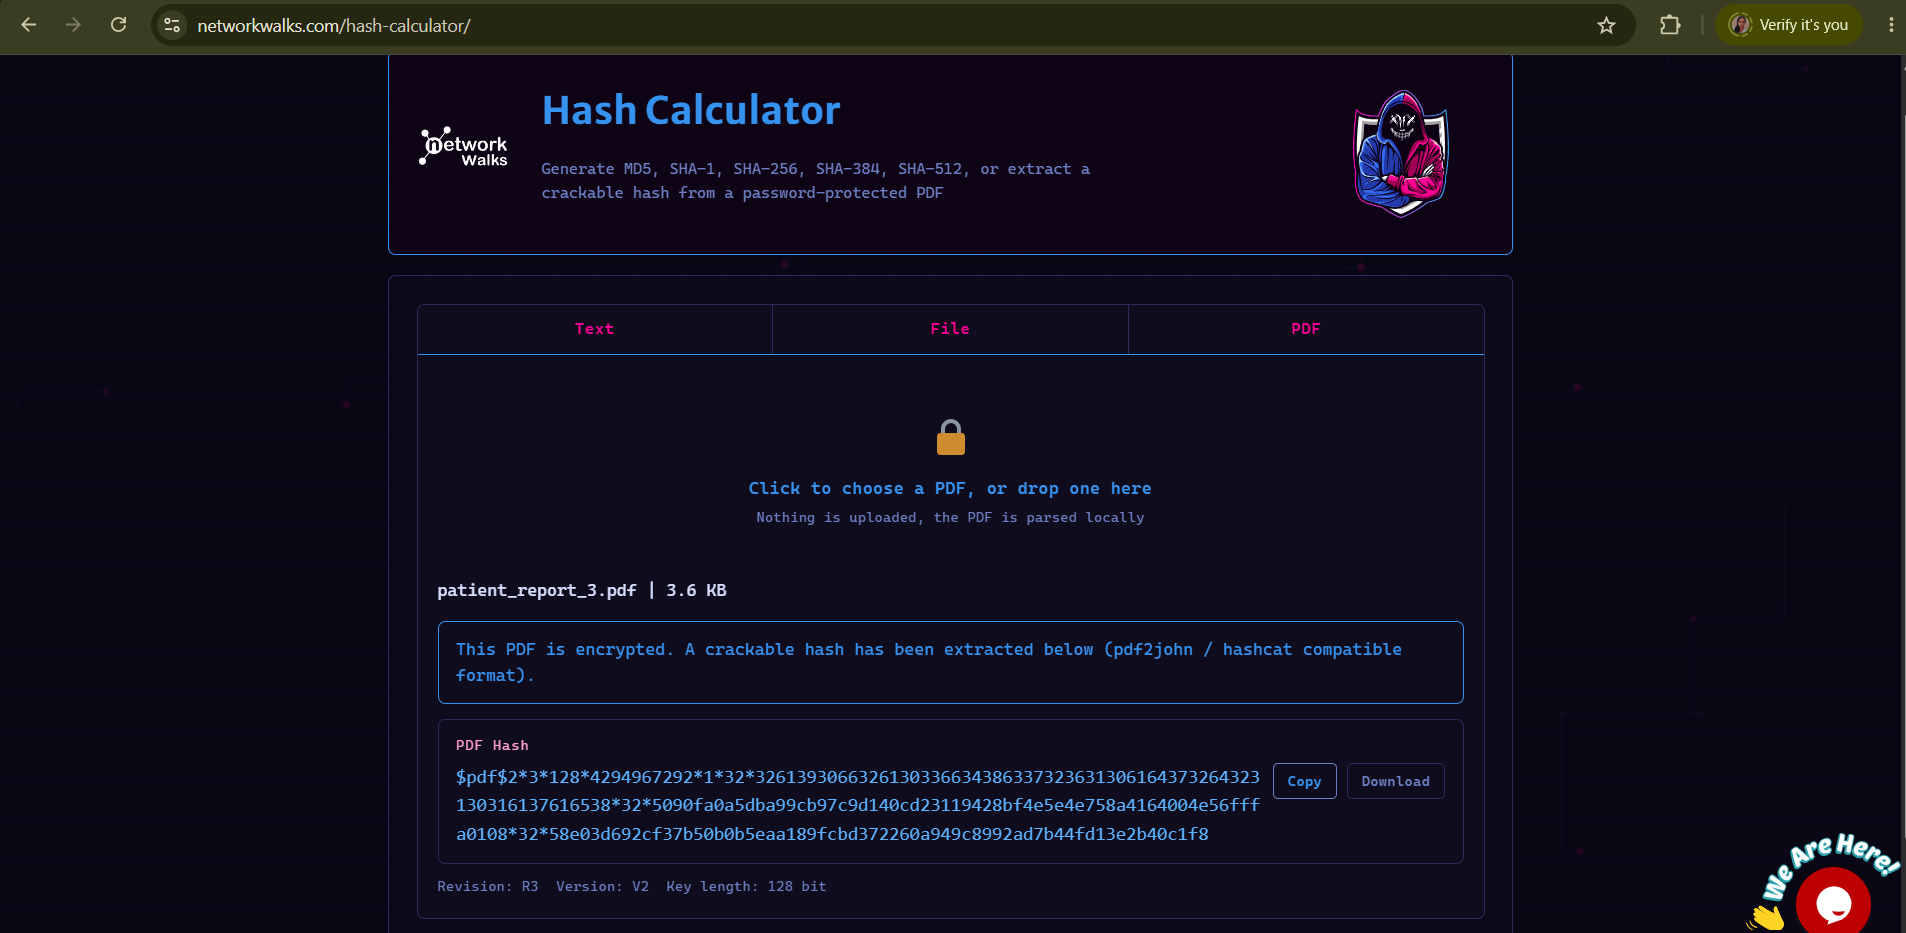 networkwalks.com/hash-calculator/
Verify it's you
network
Walks
Hash Calculator
Generate MD5, SHA-1, SHA-256, SHA-384, SHA-512, or extract a
crackable hash from a password-protected PDF
Text
File
PDF
Click to choose a PDF, or drop one here
Nothing is uploaded, the PDF is parsed locally
patient_report_3.pdf | 3.6 KB
This PDF is encrypted. A crackable hash has been extracted below (pdf2john / hashcat compatible
format).
PDF Hash
$pdf$2*3*128*4294967292*1*32*3261393066326130336634386337323631306164373264323
130316137616538*32*5090fa0a5dba99cb97c9d140cd23119428bf4e5e4e758a4164004e56fff
a0108*32*58e03d692cf37b50b0b5eaa189fcbd372260a949c8992ad7b44fd13e2b40c1f8
Copy
Download
Revision: R3 Version: V2 Key length: 128 bit
We Are Here!